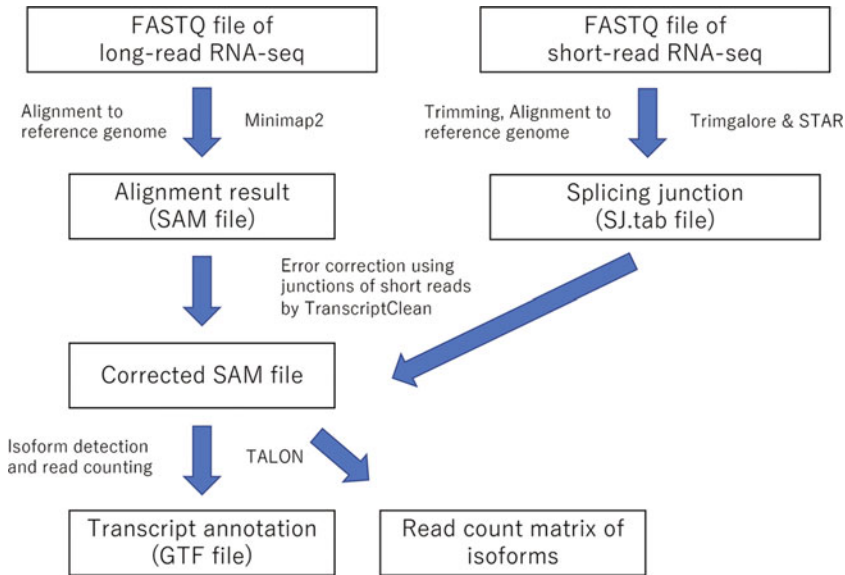 FASTQ file of
long-read RNA-seq
FASTQ file of
short-read RNA-seq
Alignment to
reference genome
Minimap2
Trimming, Alignment to
reference genome
Trimgalore & STAR
Alignment result
(SAM file)
Splicing junction
(SJ.tab file)
Error correction using
junctions of short reads
by TranscriptClean
Corrected SAM file
Isoform detection
and read counting
TALON
Transcript annotation
(GTF file)
Read count matrix of
isoforms